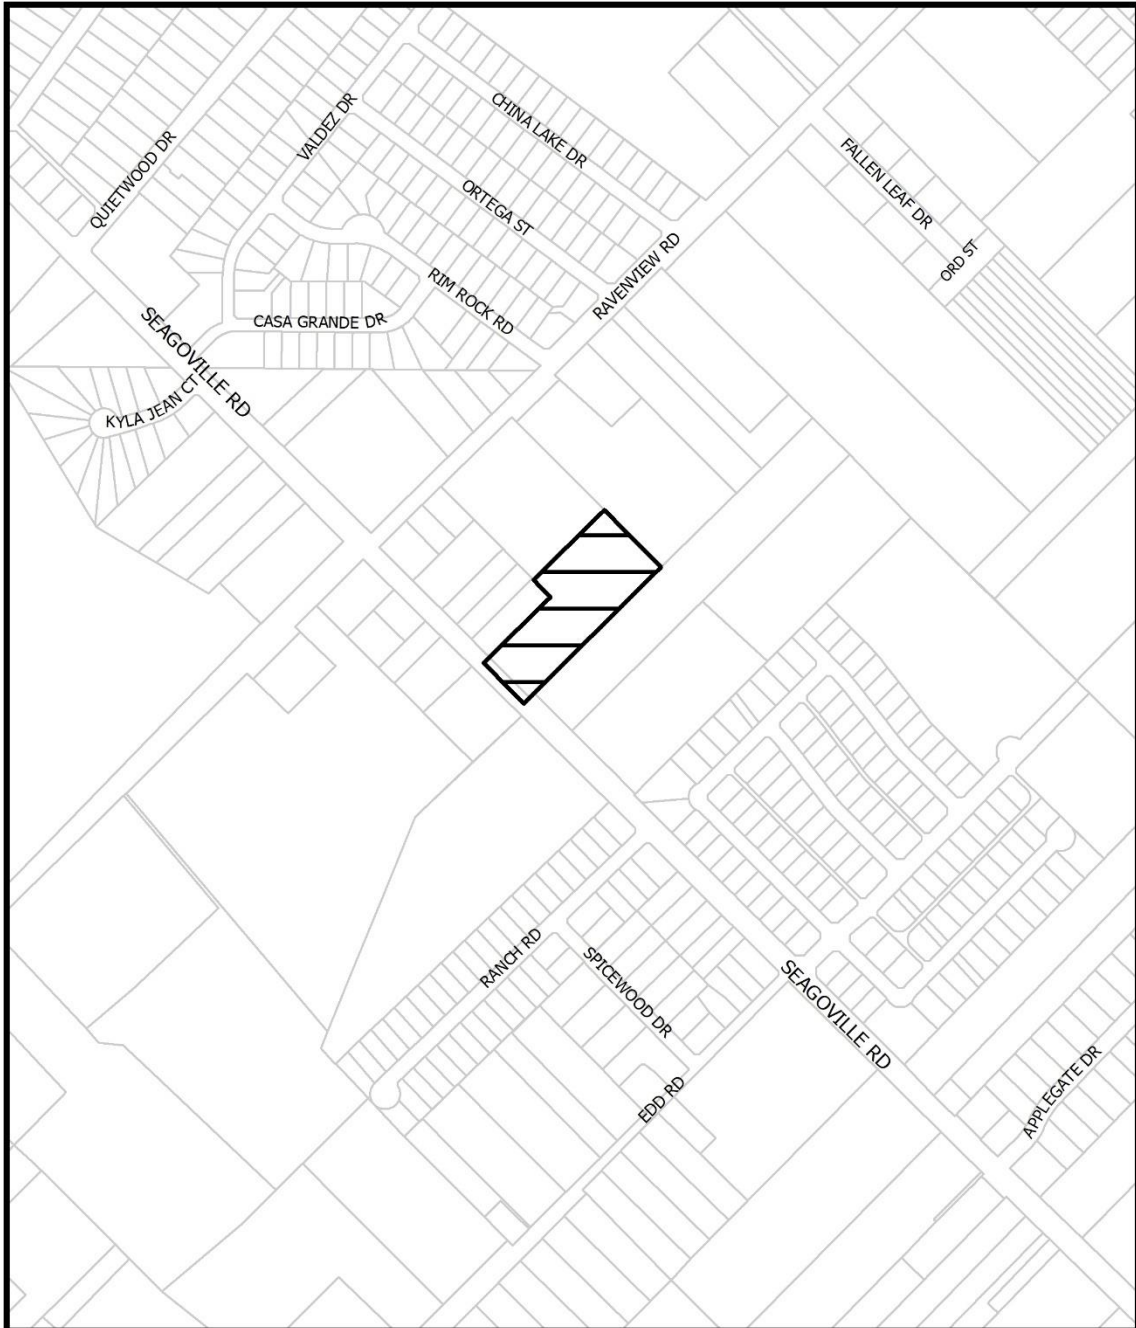 CHINA LAKE DR
VALDEZ DR
QUIETWOOD DR
FALLEN LEAF DR
ORTEGA ST
ORD ST
RAVENVIEW RD
RIM ROCK RD
CASA GRANDE DR
SEAGOVILLE RD
KYLA JEAN CT
RANCH RD
SPICEWOOD DR
SEAGOVILLE RD
EDD RD
APPLEGATE DR